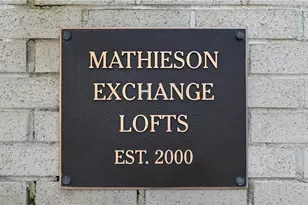 MATHIESON
EXCHANGE
LOFTS
EST. 2000